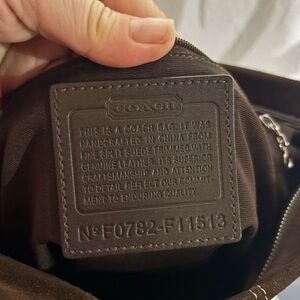 COACH
THIS IS A COACH BAG. IT WAS
HANDCRAFTED IN CHINA FROM
FINE SPLIT SUEDE TRIMMED WITH
GENUINE LEATHER. ITS SUPERIOR
CRAFTSMANSHIP AND ATTENTION
TO DETAIL REFLECT OUR COMMIT-
MENT TO ENDURING QUALITY.
Nº F0782-F11513